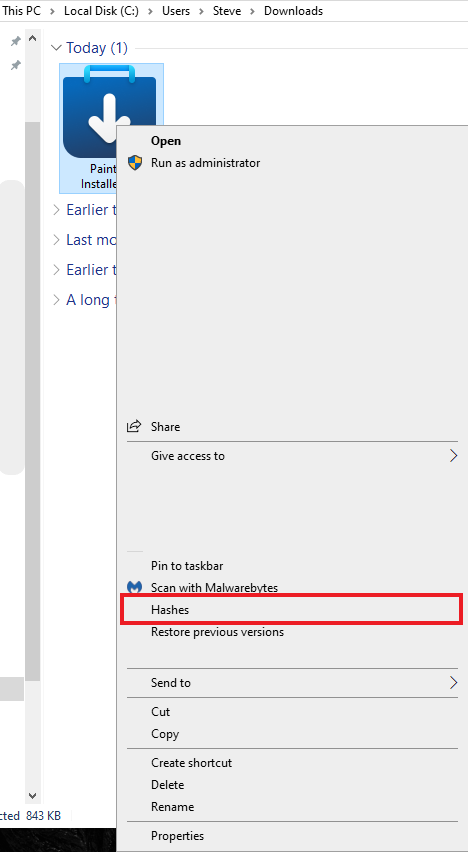 This PC > Local Disk (C:) > Users > Steve > Downloads
Today (1)
Paint
Installe
Earlier t
Last mo
Earlier t
A long t
Open
Run as administrator
Share
Give access to
Pin to taskbar
Scan with Malwarebytes
Hashes
Restore previous versions
Send to
Cut
Copy
Create shortcut
Delete
Rename
Properties
cted 843 KB